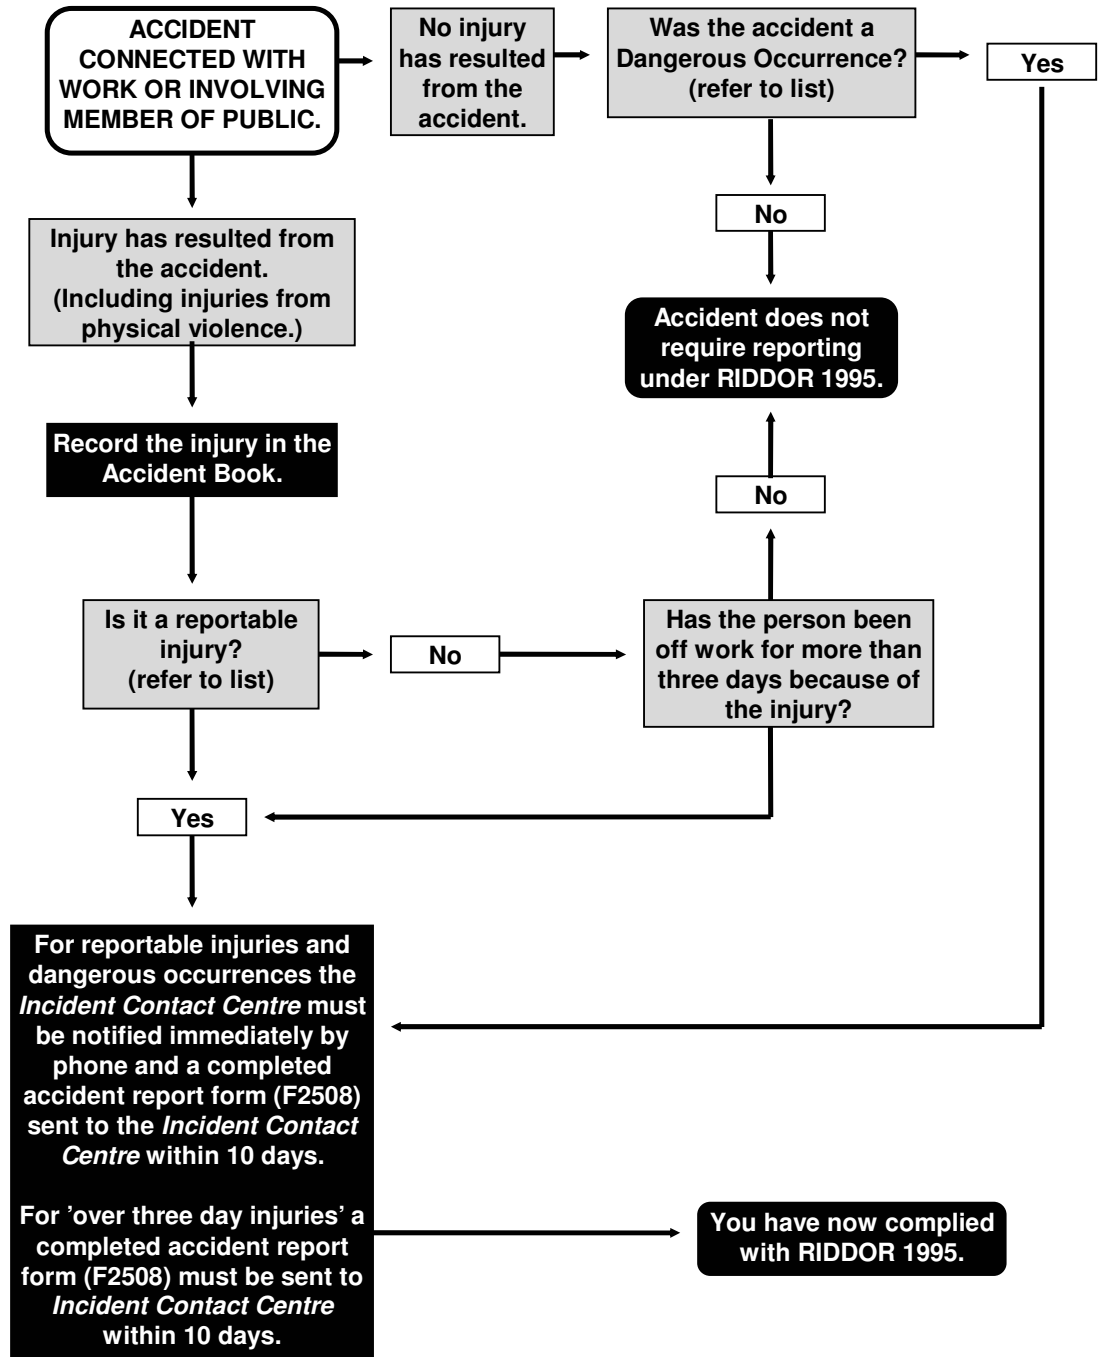 ACCIDENT
CONNECTED WITH
WORK OR INVOLVING
MEMBER OF PUBLIC.
No injury
has resulted
from the
accident.
Was the accident a
Dangerous Occurrence?
(refer to list)
Yes
No
Injury has resulted from
the accident.
(Including injuries from
physical violence.)
Accident does not
require reporting
under RIDDOR 1995.
Record the injury in the
Accident Book.
No
Is it a reportable
injury?
(refer to list)
No
Has the person been
off work for more than
three days because of
the injury?
Yes
For reportable injuries and
dangerous occurrences the
Incident Contact Centre must
be notified immediately by
phone and a completed
accident report form (F2508)
sent to the Incident Contact
Centre within 10 days.
For ’over three day injuries’ a
completed accident report
form (F2508) must be sent to
Incident Contact Centre
within 10 days.
You have now complied
with RIDDOR 1995.